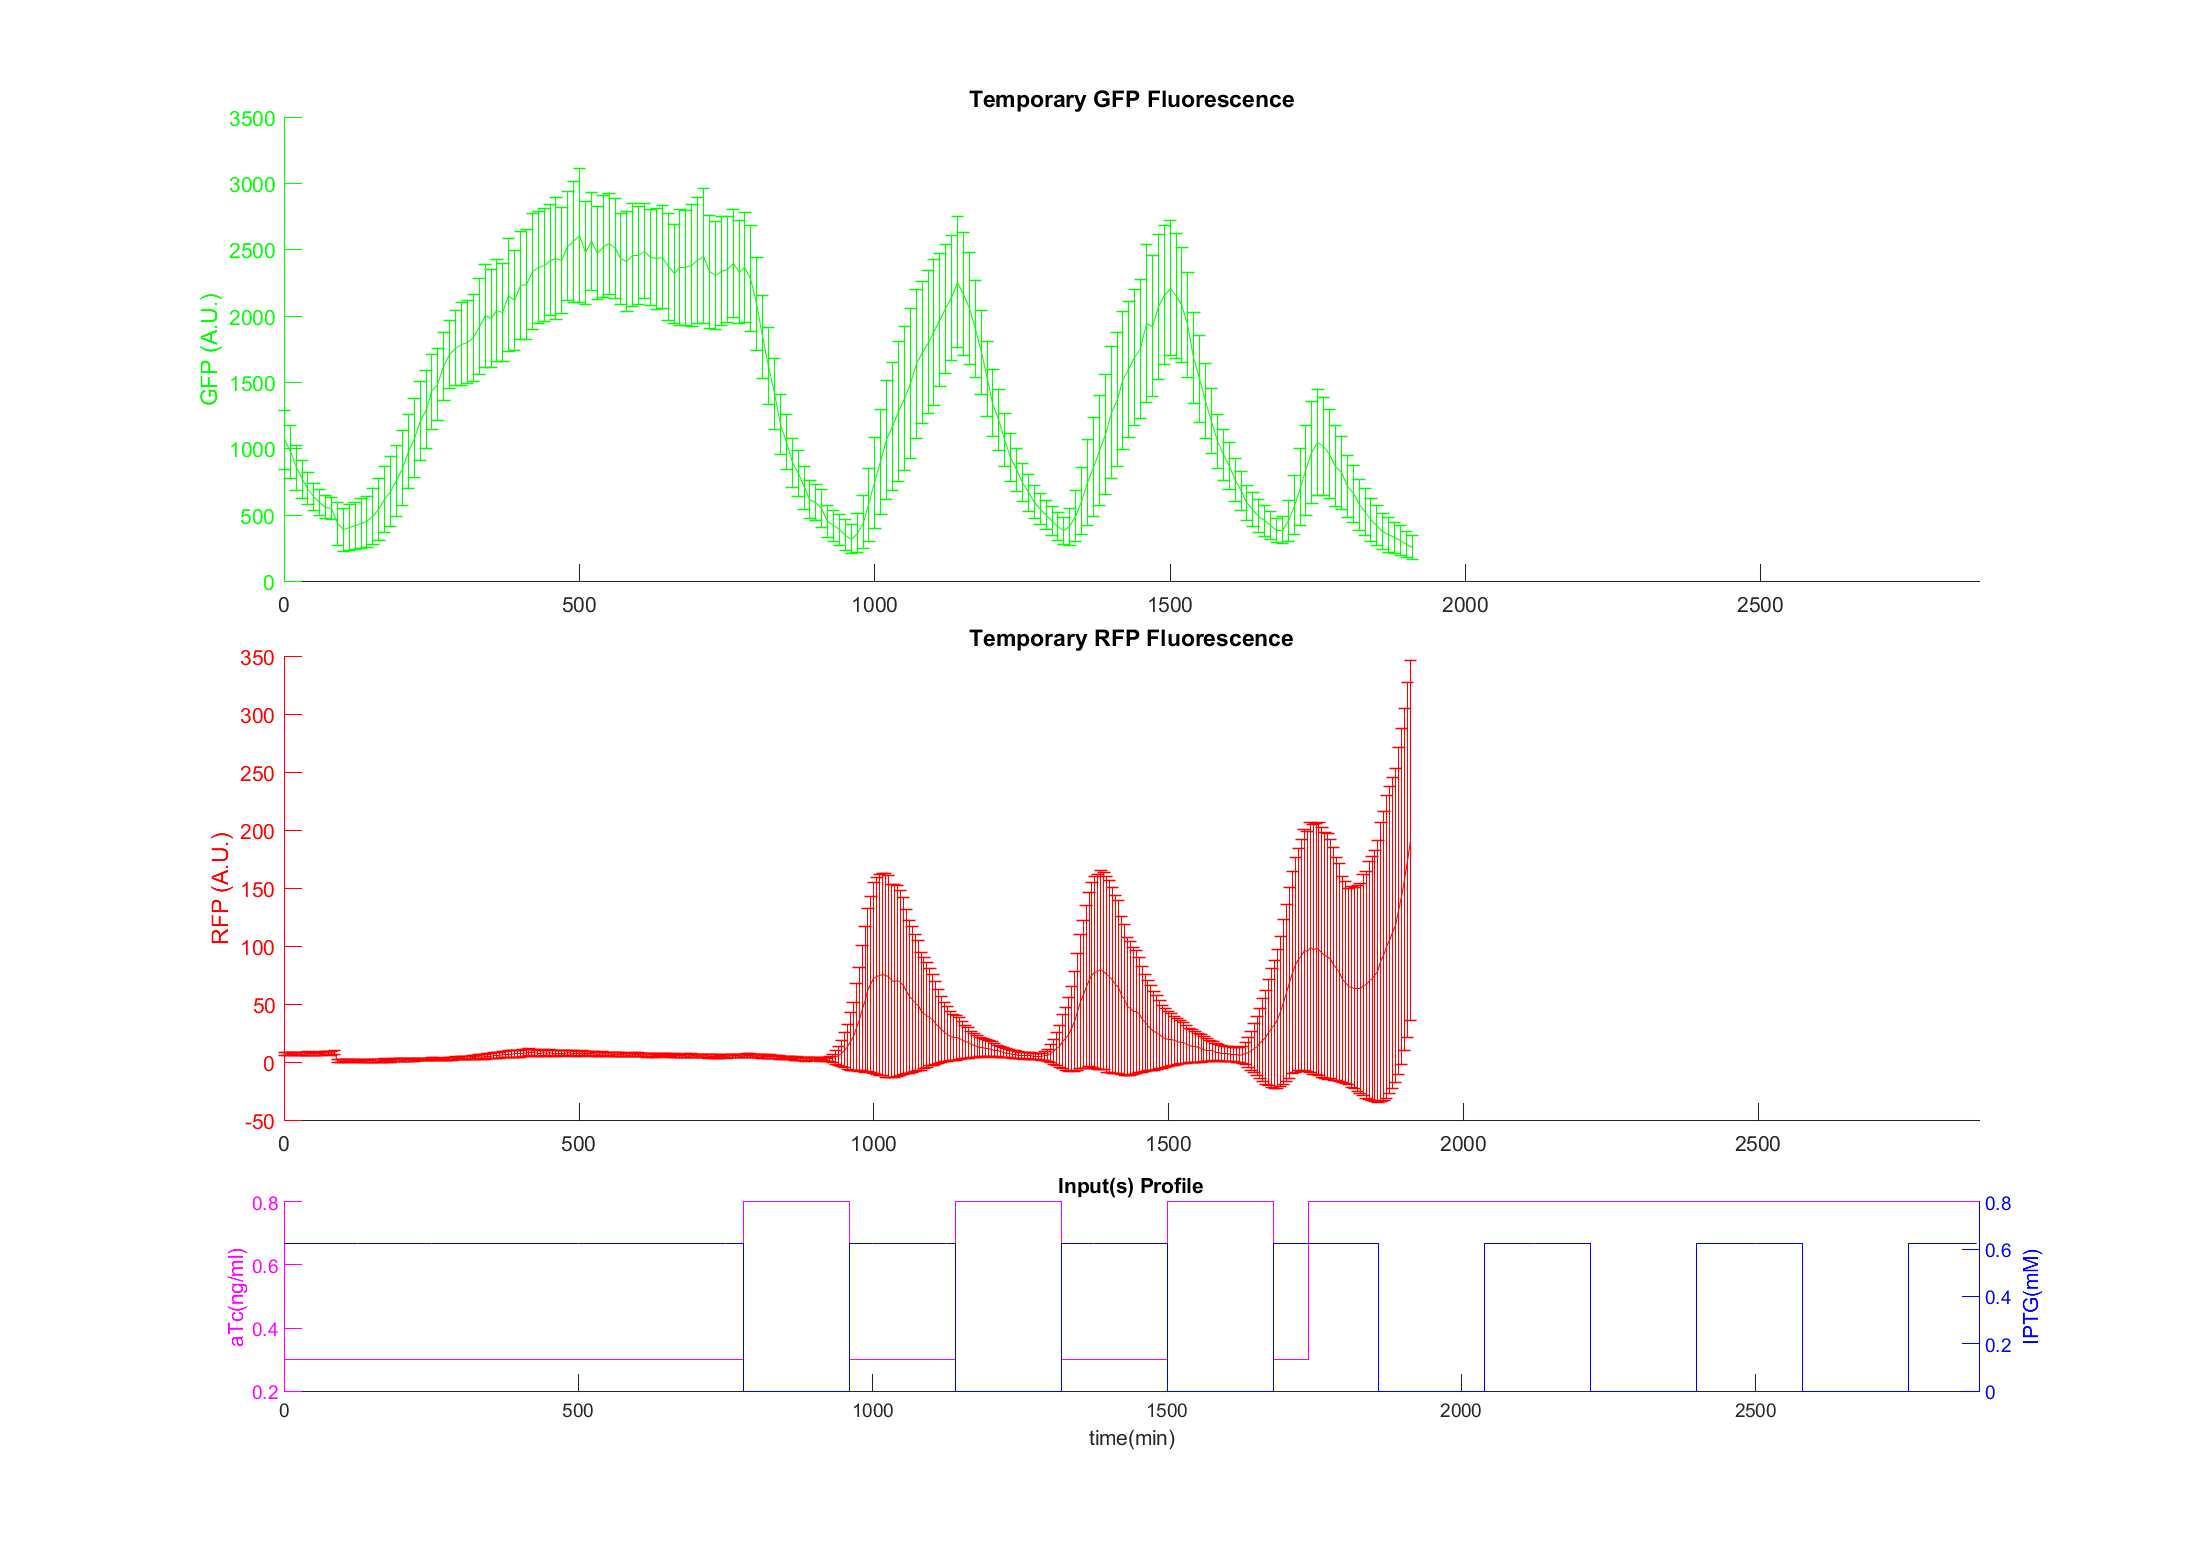 Temporary GFP Fluorescence
GFP (A.U.)
3500
3000
2500
2000
1500
1000
500
0
0 500 1000 1500 2000 2500
Temporary RFP Fluorescence
RFP (A.U.)
350
300
250
200
150
100
50
0
-50
0 500 1000 1500 2000 2500
Input(s) Profile
aTc(ng/ml)
0.8
0.6
0.4
0.2
IPTG(mM)
0.8
0.6
0.4
0.2
0
0 500 1000 1500 2000 2500
time(min)